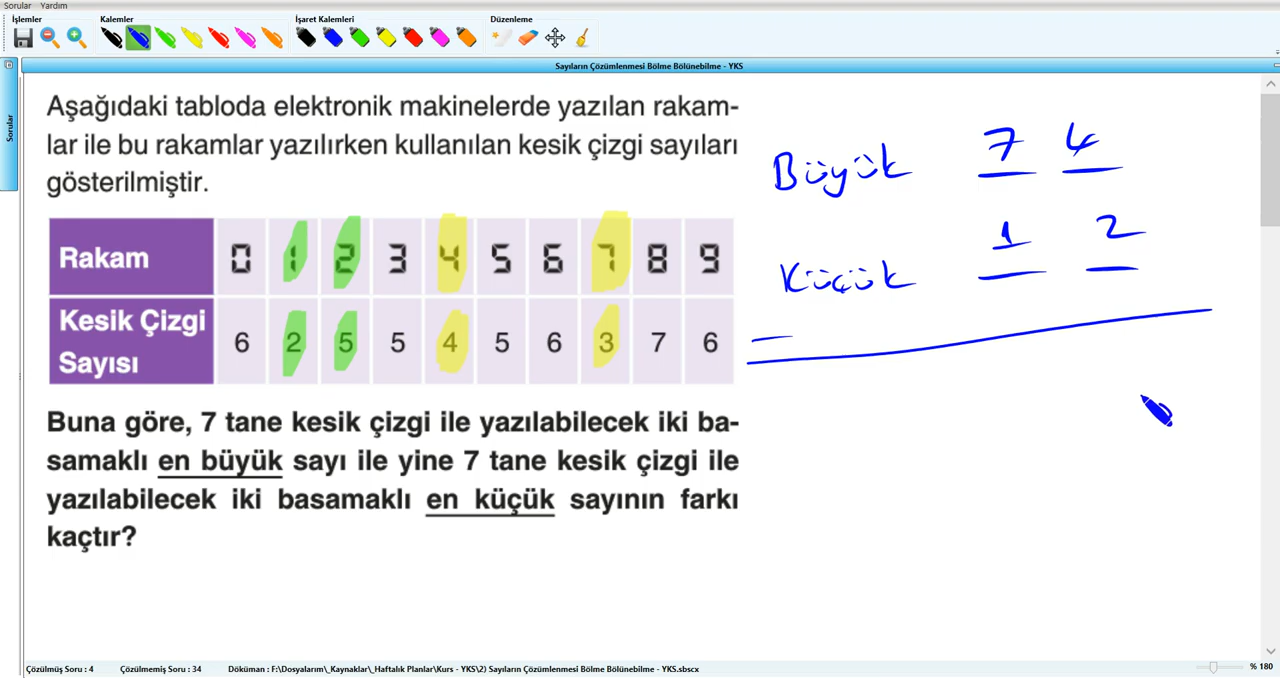 Sorular Yardım
İşlemler Kalemler İşaret Kalemleri Düzenleme
Sayıların Çözümlenmesi Bölme Bölünebilme - YKS
Sorular
Aşağıdaki tabloda elektronik makinelerde yazılan rakam-
lar ile bu rakamlar yazılırken kullanılan kesik çizgi sayıları
gösterilmiştir.
Rakam 0 1 2 3 4 5 6 7 8 9
Kesik Çizgi
Sayısı 6 2 5 5 4 5 6 3 7 6
Buna göre, 7 tane kesik çizgi ile yazılabilecek iki ba-
samaklı en büyük sayı ile yine 7 tane kesik çizgi ile
yazılabilecek iki basamaklı en küçük sayının farkı
kaçtır?
Büyük 7 4
Küçük 1 2
Çözülmüş Soru : 4 Çözülmemiş Soru : 34 Döküman : F:\Dosyalarım\_Kaynaklar\_Haftalık Planlar\Kurs - YKS\2) Sayıların Çözümlenmesi Bölme Bölünebilme - YKS.sbscx % 180